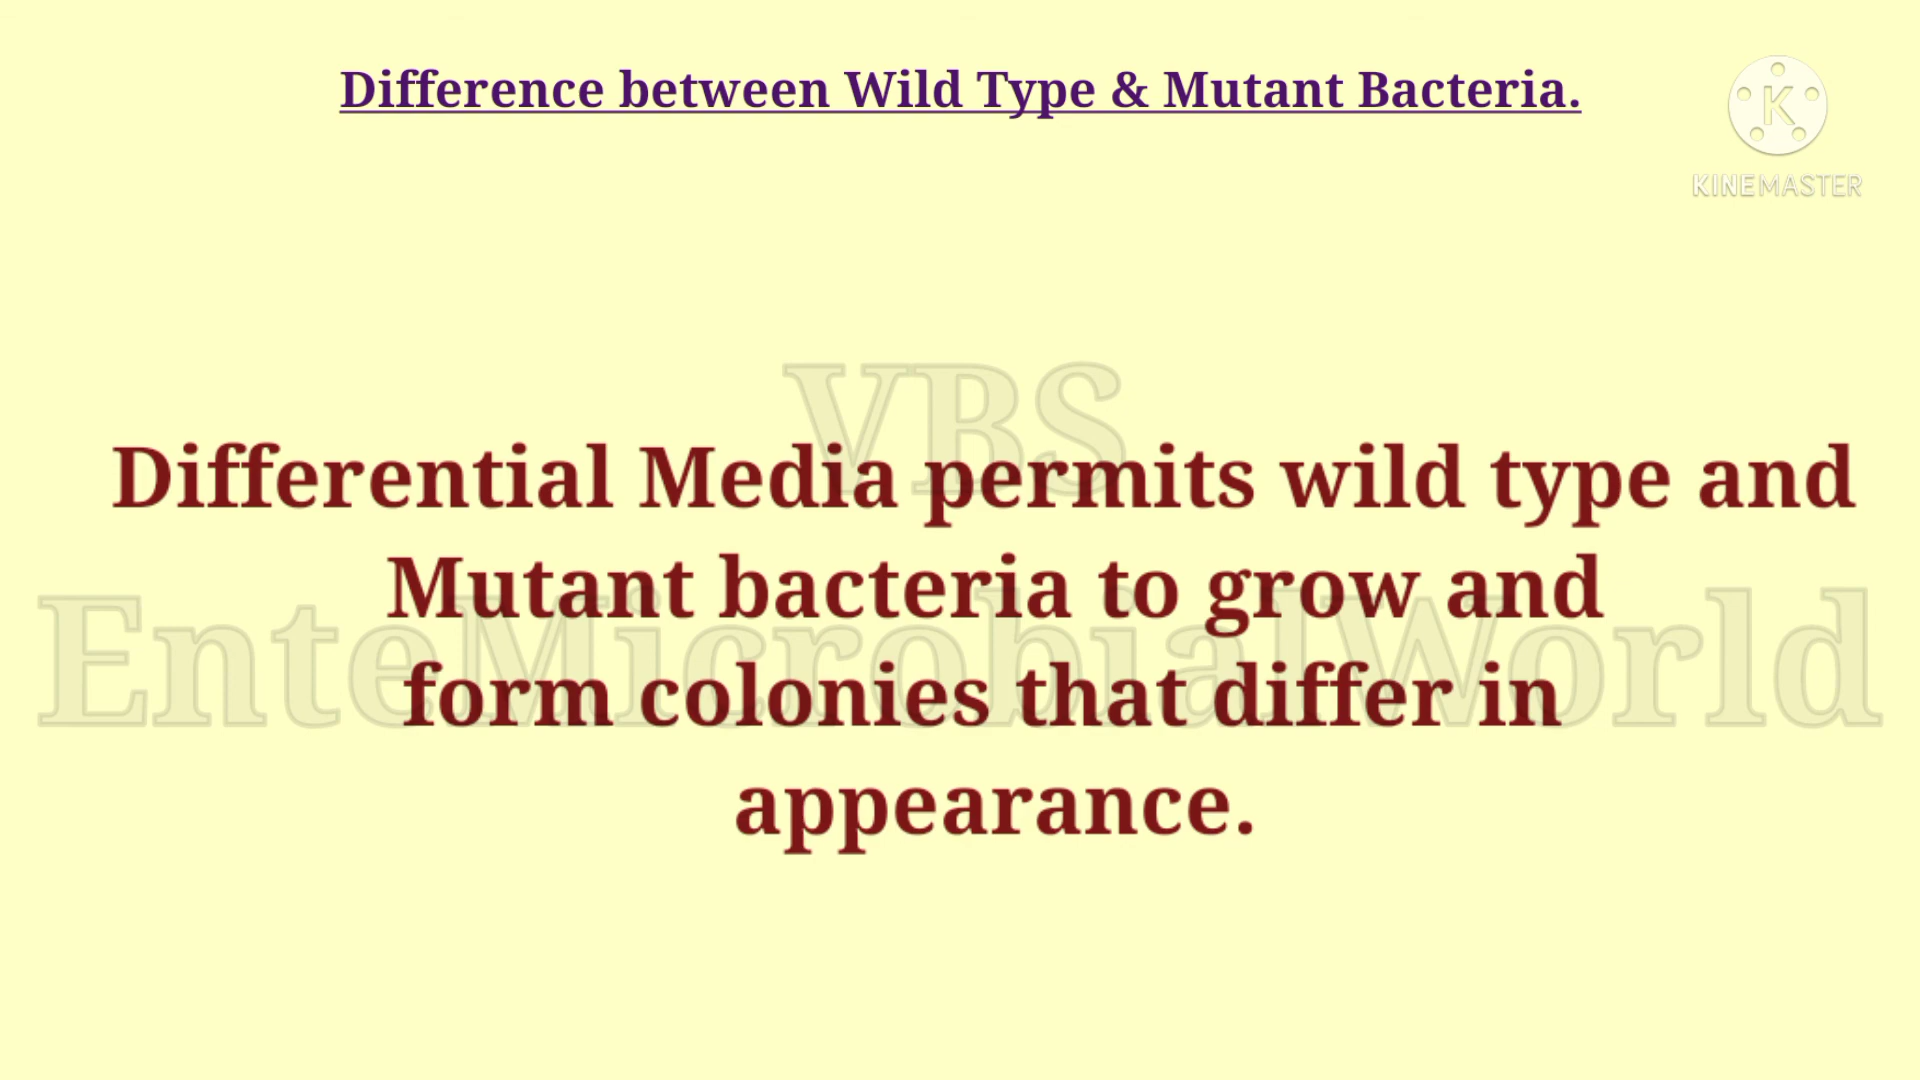 Difference between Wild Type & Mutant Bacteria.
K
KINEMASTER
VBS
Differential Media permits wild type and
Mutant bacteria to grow and
EnteMicrobialWorld
form colonies that differ in
appearance.